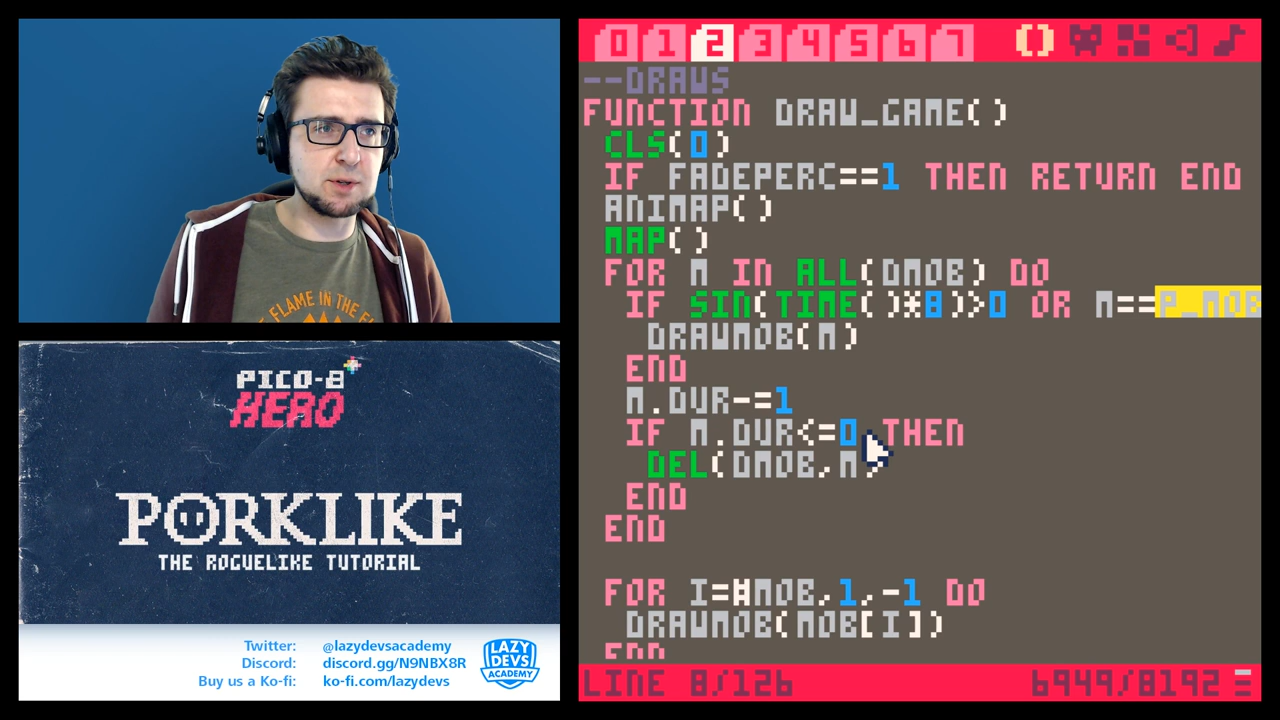 FLAME IN THE
PICO-8
HERO
PORKLIKE
THE ROGUELIKE TUTORIAL
Twitter: @lazydevsacademy
Discord: discord.gg/N9NBX8R
Buy us a Ko-fi: ko-fi.com/lazydevs
LAZY
DEVS
ACADEMY
0 1 2 3 4 5 6 7
--DRAWS
FUNCTION DRAW_GAME()
CLS(0)
IF FADEPERC==1 THEN RETURN END
ANIMAP()
MAP()
FOR M IN ALL(DMOB) DO
IF SIN(TIME()*8)>0 OR M==P_MOB
DRAWMOB(M)
END
M.DUR-=1
IF M.DUR<=0 THEN
DEL(DMOB,M)
END
END
FOR I=#MOB,1,-1 DO
DRAWMOB(MOB[I])
END
LINE 8/126
6949/8192